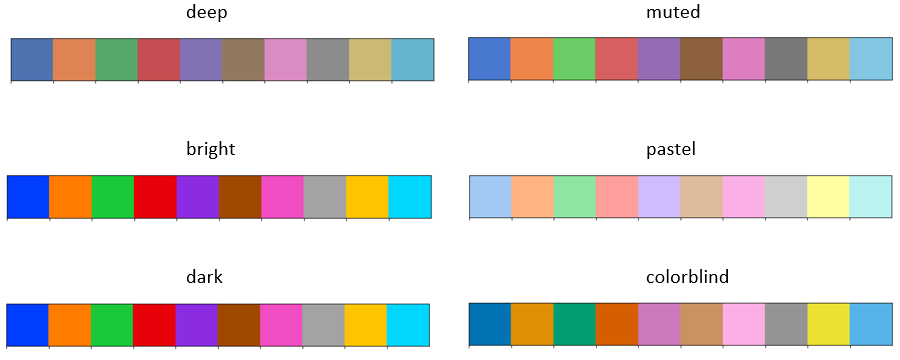 deep
muted
bright
pastel
dark
colorblind